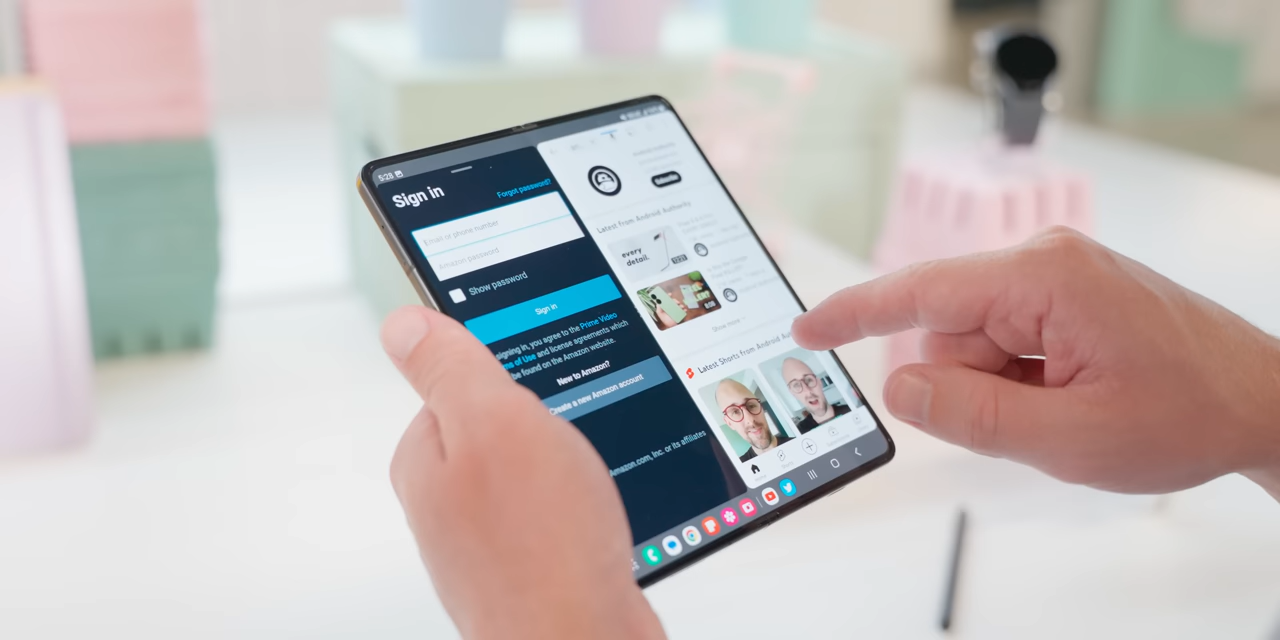 5:28
Sign in
Forgot password?
Email or phone number
Amazon password
Show password
Sign in
signing in, you agree to the Prime Video
of Use and license agreements which
be found on the Amazon website.
New to Amazon?
Create a new Amazon account
Amazon.com, Inc. or its affiliates
Latest from Android Authority
every
detail.
Show more
Latest Shorts from Android